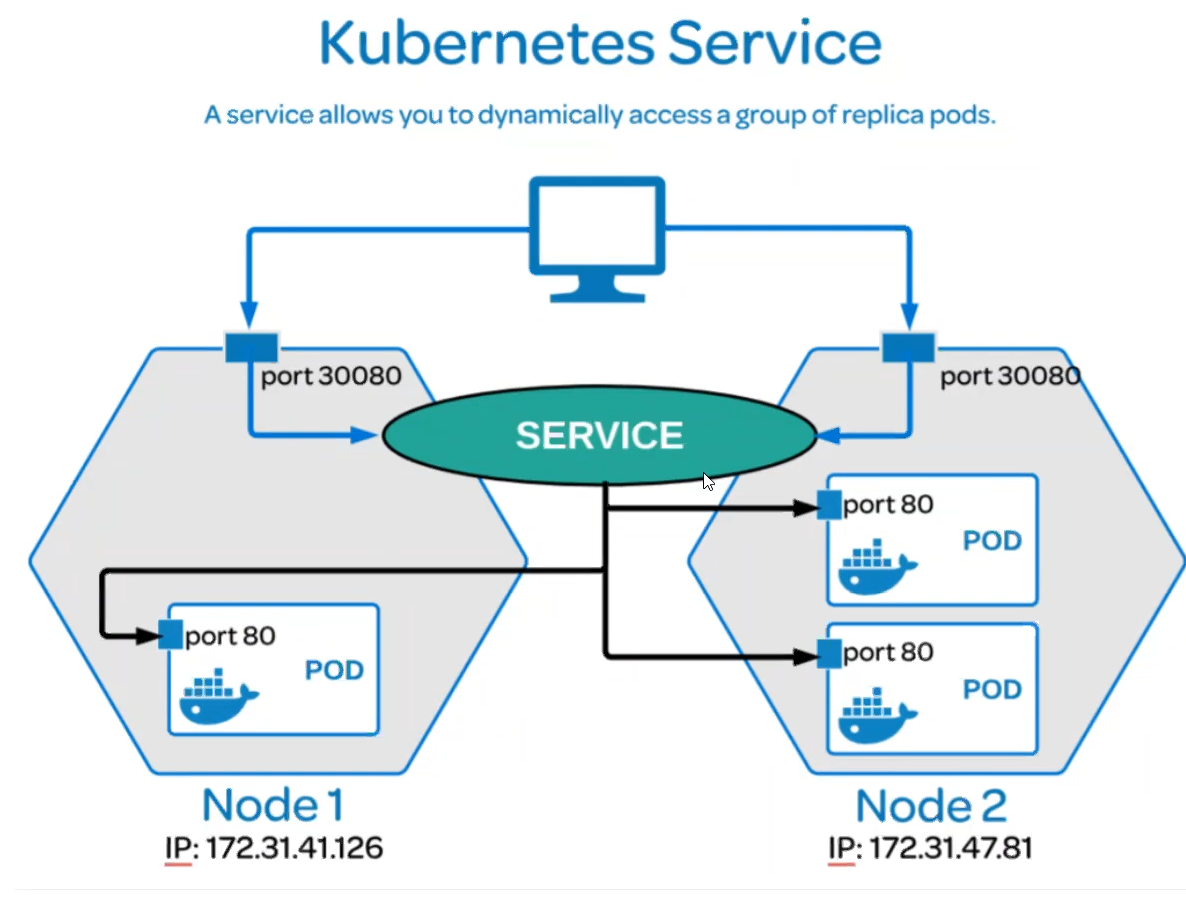 Kubernetes Service
A service allows you to dynamically access a group of replica pods.
port 30080
port 30080
SERVICE
port 80
POD
port 80
POD
port 80
POD
Node 1
IP: 172.31.41.126
Node 2
IP: 172.31.47.81